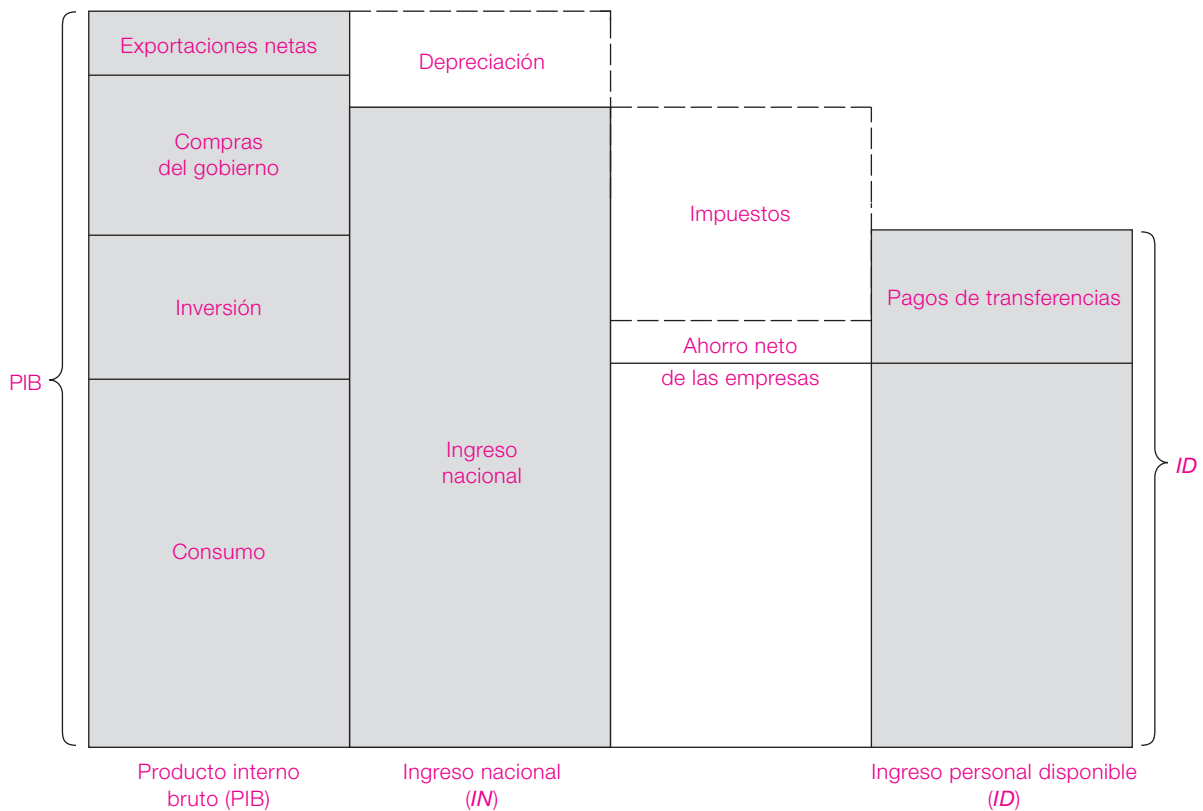 Exportaciones netas
Depreciación
Compras
del gobierno
Impuestos
Inversión
Pagos de transferencias
Ahorro neto
de las empresas
PIB
Ingreso
nacional
ID
Consumo
Producto interno
bruto (PIB)
Ingreso nacional
(IN)
Ingreso personal disponible
(ID)